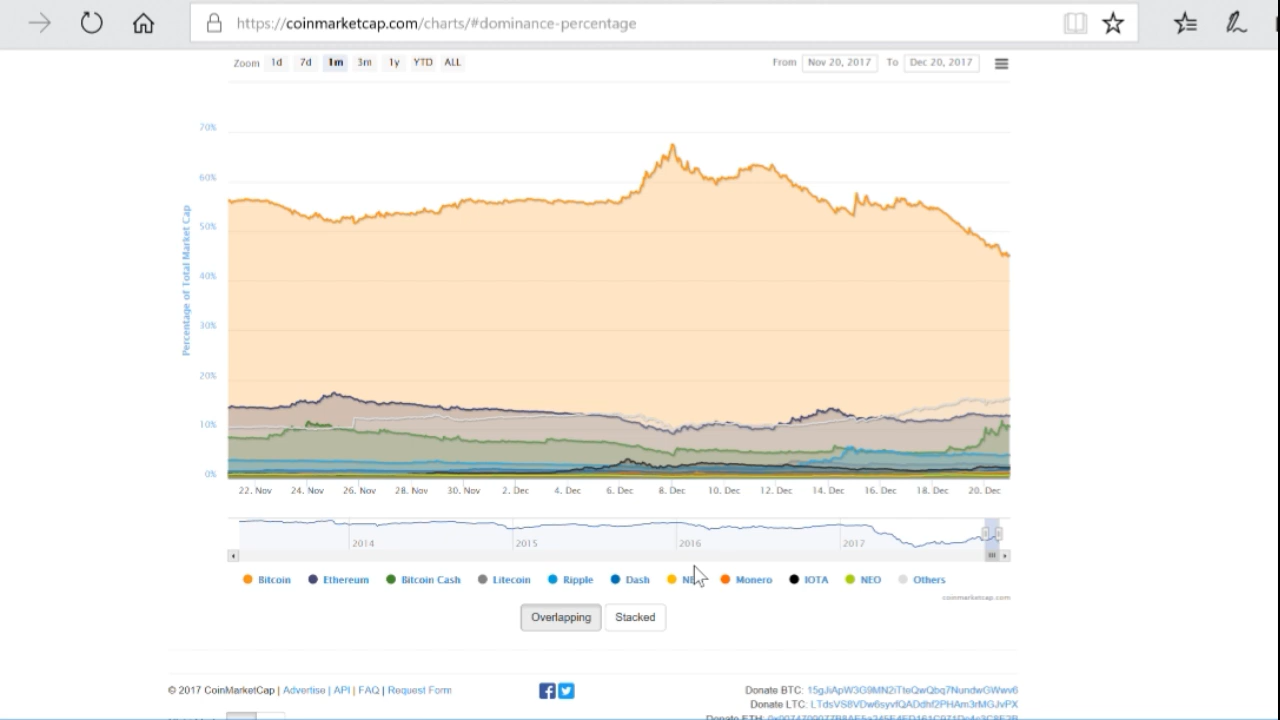 https://coinmarketcap.com/charts/#dominance-percentage
Zoom 1d 7d 1m 3m 1y YTD ALL From Nov 20, 2017 To Dec 20, 2017
70%
60%
50%
40%
30%
20%
10%
0%
Percentage of Total Market Cap
22. Nov 24. Nov 26. Nov 28. Nov 30. Nov 2. Dec 4. Dec 6. Dec 8. Dec 10. Dec 12. Dec 14. Dec 16. Dec 18. Dec 20. Dec
2014 2015 2016 2017
Bitcoin Ethereum Bitcoin Cash Litecoin Ripple Dash Monero IOTA NEO Others
coinmarketcap.com
Overlapping Stacked
© 2017 CoinMarketCap | Advertise | API | FAQ | Request Form
Donate BTC:
Donate LTC:
Donate ETH: